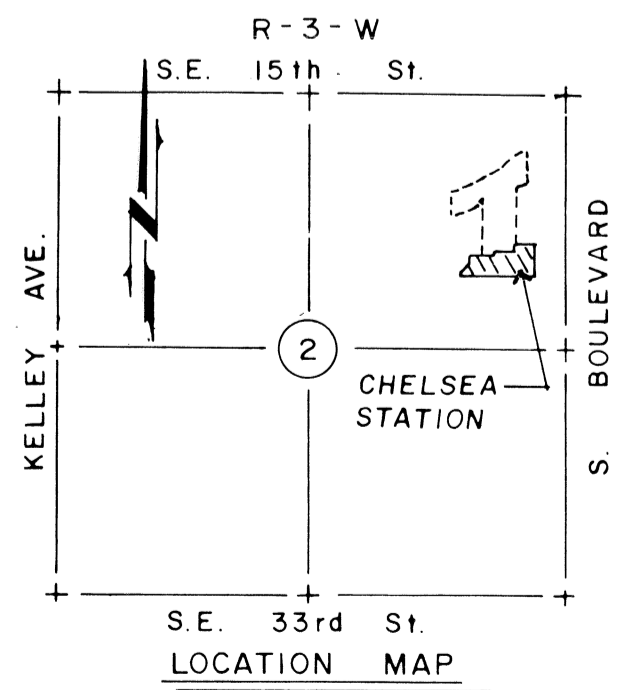 R-3-W
S.E. 15th St.
KELLEY AVE.
S. BOULEVARD
2
CHELSEA
STATION
S.E. 33rd St.
LOCATION MAP